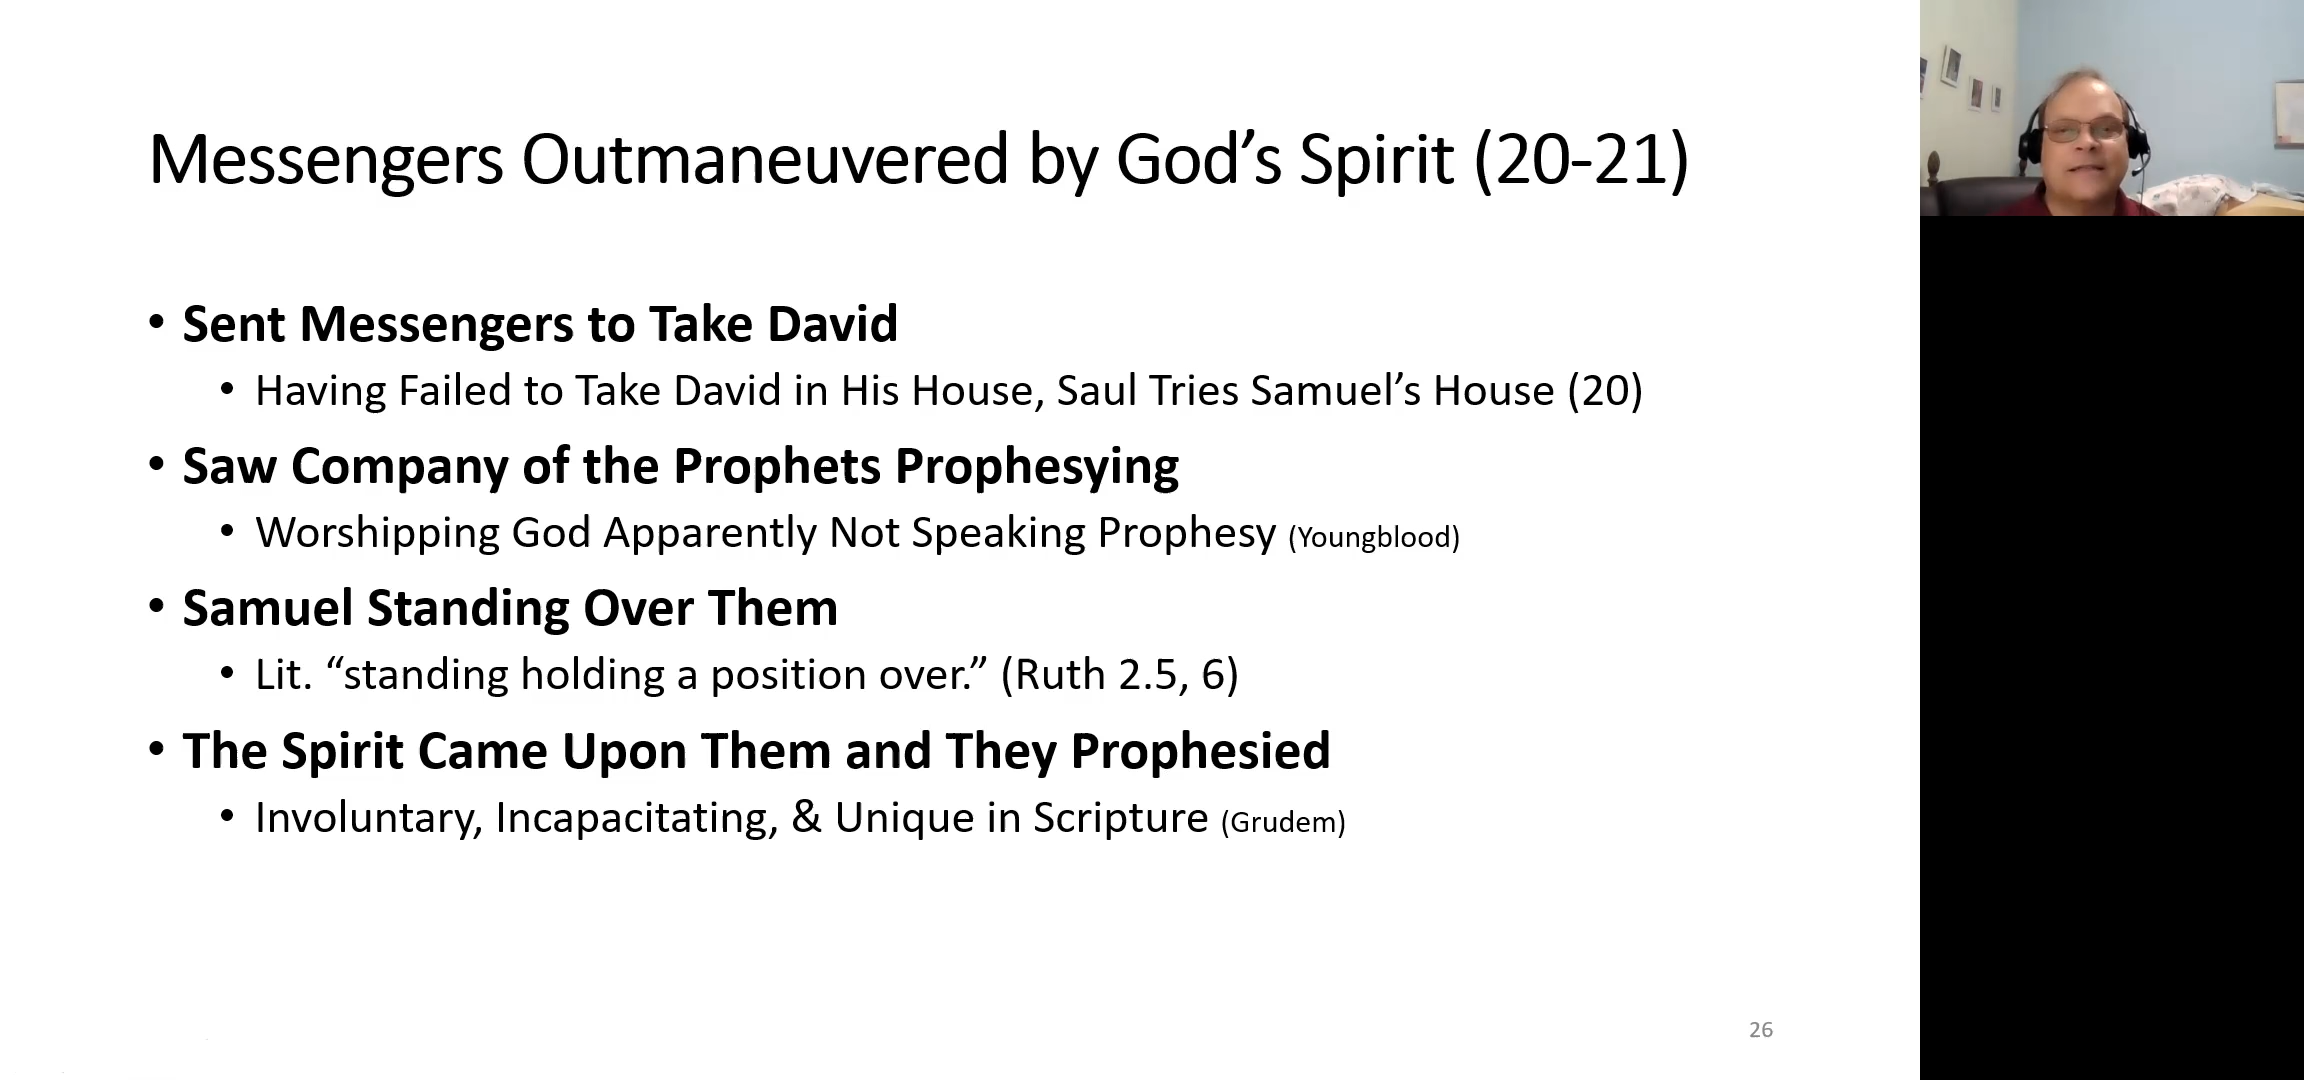 Messengers Outmaneuvered by God’s Spirit (20-21)
• Sent Messengers to Take David
• Having Failed to Take David in His House, Saul Tries Samuel’s House (20)
• Saw Company of the Prophets Prophesying
• Worshipping God Apparently Not Speaking Prophesy (Youngblood)
• Samuel Standing Over Them
• Lit. “standing holding a position over.” (Ruth 2.5, 6)
• The Spirit Came Upon Them and They Prophesied
• Involuntary, Incapacitating, & Unique in Scripture (Grudem)
26